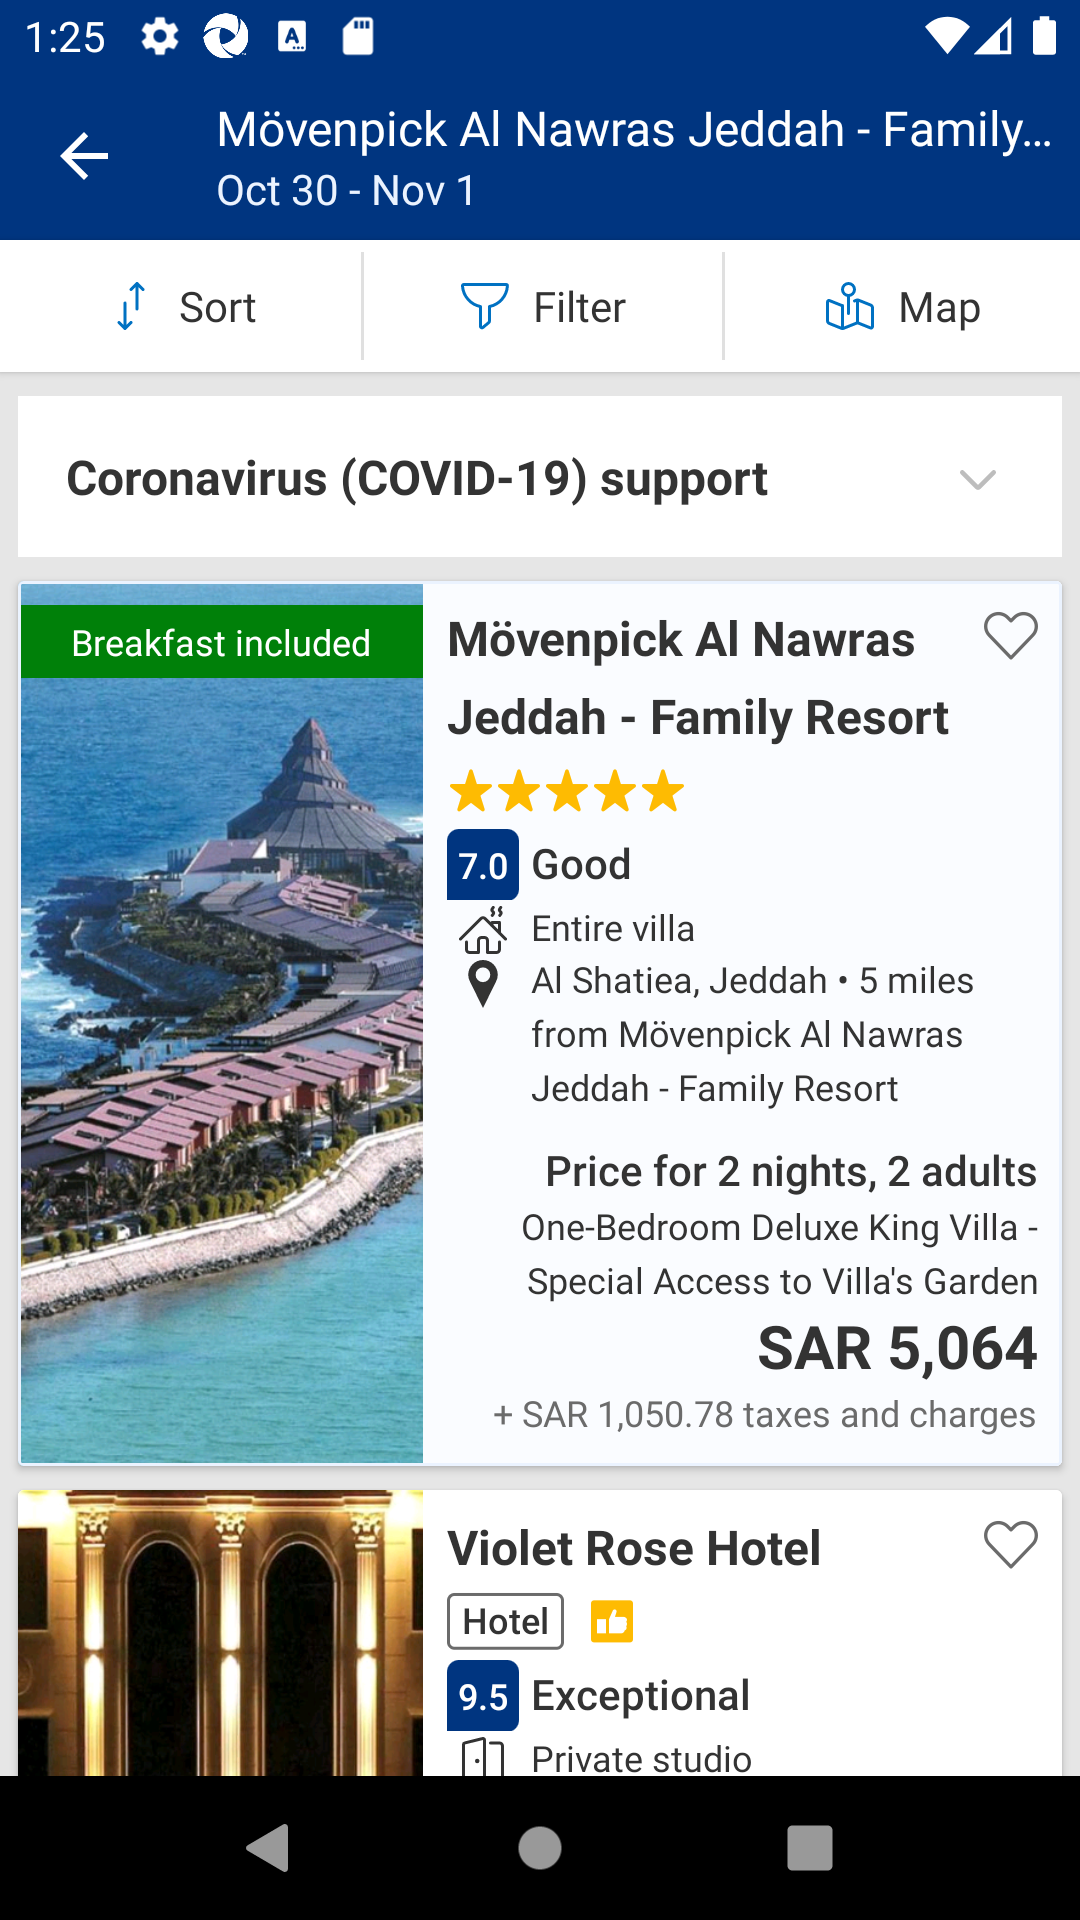 1:25
Mövenpick Al Nawras Jeddah - Family...
Oct 30 - Nov 1
Sort
Filter
Map
Coronavirus (COVID-19) support
Breakfast included
Mövenpick Al Nawras
Jeddah - Family Resort
7.0 Good
Entire villa
Al Shatiea, Jeddah • 5 miles
from Mövenpick Al Nawras
Jeddah - Family Resort
Price for 2 nights, 2 adults
One-Bedroom Deluxe King Villa -
Special Access to Villa's Garden
SAR 5,064
+ SAR 1,050.78 taxes and charges
Violet Rose Hotel
Hotel
9.5 Exceptional
Private studio